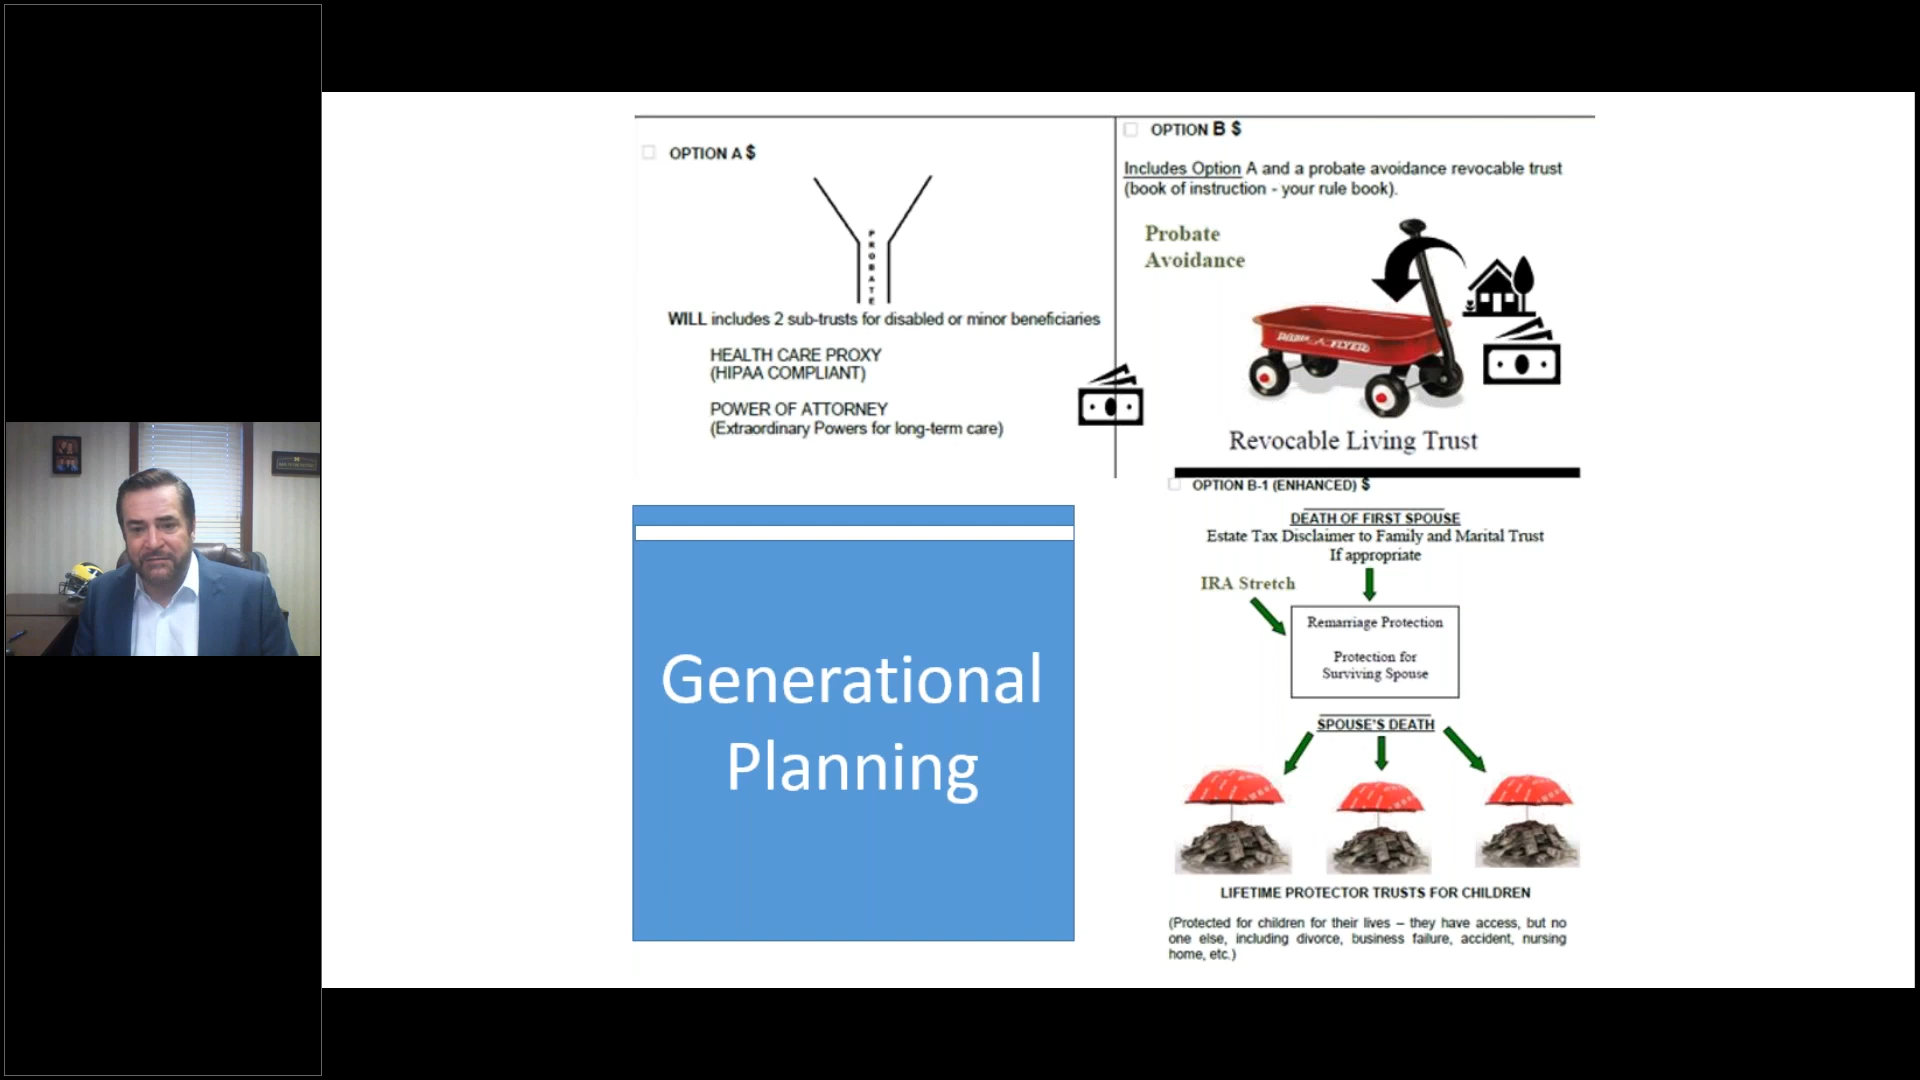 OPTION A $
PROBATE
WILL includes 2 sub-trusts for disabled or minor beneficiaries
HEALTH CARE PROXY
(HIPAA COMPLIANT)
POWER OF ATTORNEY
(Extraordinary Powers for long-term care)
OPTION B $
Includes Option A and a probate avoidance revocable trust
(book of instruction - your rule book).
Probate
Avoidance
Revocable Living Trust
OPTION B-1 (ENHANCED) $
DEATH OF FIRST SPOUSE
Estate Tax Disclaimer to Family and Marital Trust
If appropriate
IRA Stretch
Remarriage Protection
Protection for
Surviving Spouse
SPOUSE'S DEATH
LIFETIME PROTECTOR TRUSTS FOR CHILDREN
(Protected for children for their lives – they have access, but no
one else, including divorce, business failure, accident, nursing
home, etc.)
Generational
Planning